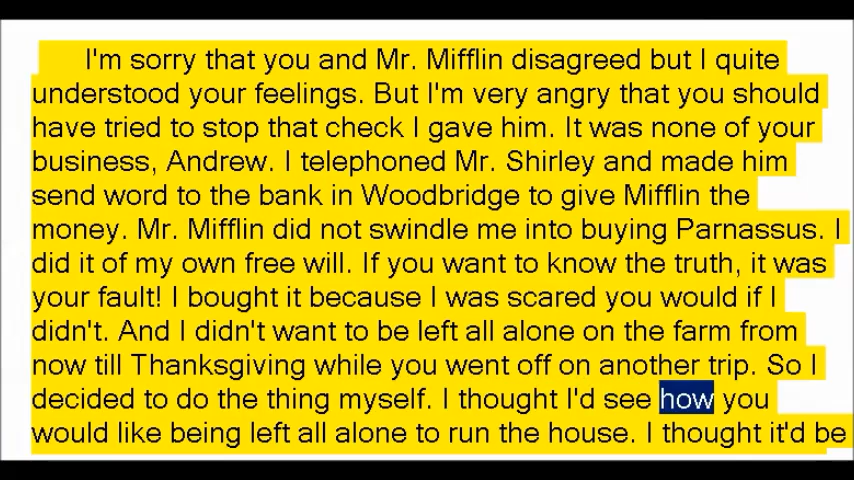 I'm sorry that you and Mr. Mifflin disagreed but I quite
understood your feelings. But I'm very angry that you should
have tried to stop that check I gave him. It was none of your
business, Andrew. I telephoned Mr. Shirley and made him
send word to the bank in Woodbridge to give Mifflin the
money. Mr. Mifflin did not swindle me into buying Parnassus. I
did it of my own free will. If you want to know the truth, it was
your fault! I bought it because I was scared you would if I
didn't. And I didn't want to be left all alone on the farm from
now till Thanksgiving while you went off on another trip. So I
decided to do the thing myself. I thought I'd see how you
would like being left all alone to run the house. I thought it'd be